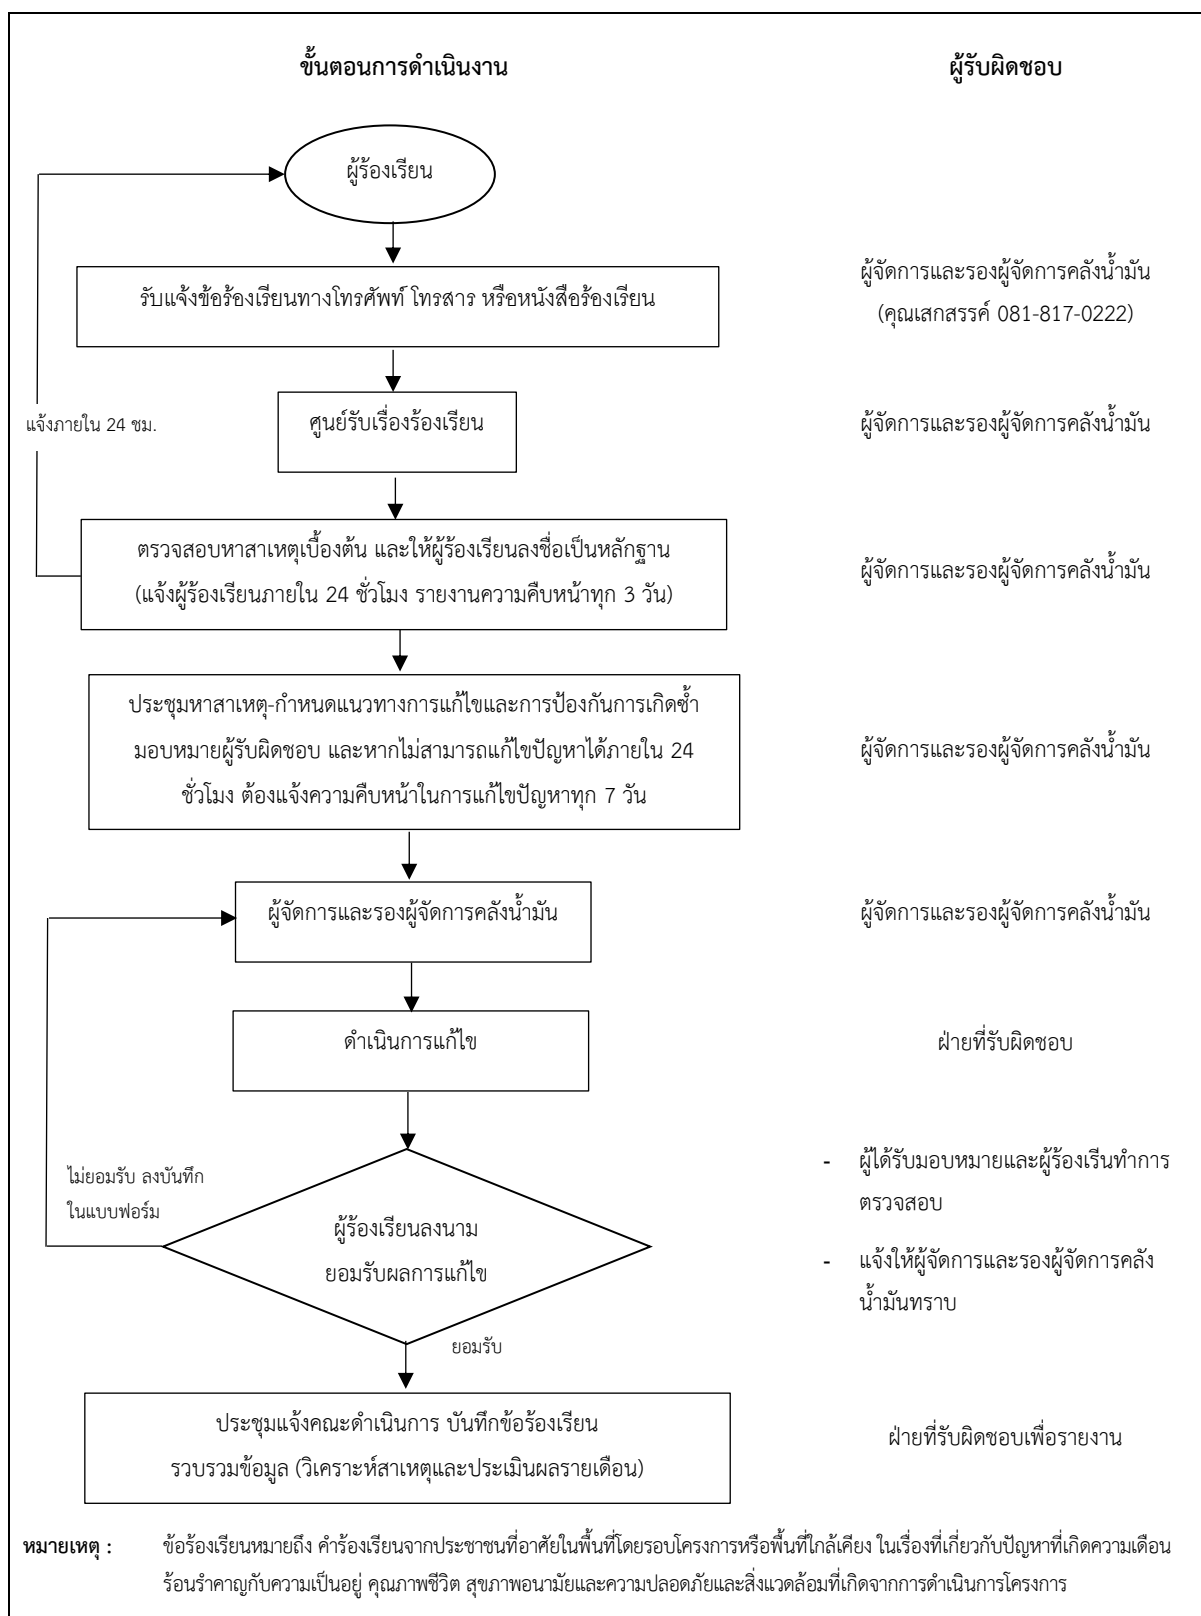 ขั้นตอนการดำเนินงาน
ผู้รับผิดชอบ
ผู้ร้องเรียน
รับแจ้งข้อร้องเรียนทางโทรศัพท์ โทรสาร หรือหนังสือร้องเรียน
ผู้จัดการและรองผู้จัดการคลังน้ำมัน
(คุณเสกสรรค์ 081-817-0222)
แจ้งภายใน 24 ชม.
ศูนย์รับเรื่องร้องเรียน
ผู้จัดการและรองผู้จัดการคลังน้ำมัน
ตรวจสอบหาสาเหตุเบื้องต้น และให้ผู้ร้องเรียนลงชื่อเป็นหลักฐาน
(แจ้งผู้ร้องเรียนภายใน 24 ชั่วโมง รายงานความคืบหน้าทุก 3 วัน)
ผู้จัดการและรองผู้จัดการคลังน้ำมัน
ประชุมหาสาเหตุ-กำหนดแนวทางการแก้ไขและการป้องกันการเกิดซ้ำ
มอบหมายผู้รับผิดชอบ และหากไม่สามารถแก้ไขปัญหาได้ภายใน 24
ชั่วโมง ต้องแจ้งความคืบหน้าในการแก้ไขปัญหาทุก 7 วัน
ผู้จัดการและรองผู้จัดการคลังน้ำมัน
ผู้จัดการและรองผู้จัดการคลังน้ำมัน
ผู้จัดการและรองผู้จัดการคลังน้ำมัน
ดำเนินการแก้ไข
ฝ่ายที่รับผิดชอบ
ไม่ยอมรับ ลงบันทึก
ในแบบฟอร์ม
ผู้ร้องเรียนลงนาม
ยอมรับผลการแก้ไข
- ผู้ได้รับมอบหมายและผู้ร้องเรีนทำการ
ตรวจสอบ
- แจ้งให้ผู้จัดการและรองผู้จัดการคลัง
น้ำมันทราบ
ยอมรับ
ประชุมแจ้งคณะดำเนินการ บันทึกข้อร้องเรียน
รวบรวมข้อมูล (วิเคราะห์สาเหตุและประเมินผลรายเดือน)
ฝ่ายที่รับผิดชอบเพื่อรายงาน
หมายเหตุ : ข้อร้องเรียนหมายถึง คำร้องเรียนจากประชาชนที่อาศัยในพื้นที่โดยรอบโครงการหรือพื้นที่ใกล้เคียง ในเรื่องที่เกี่ยวกับปัญหาที่เกิดความเดือน
ร้อนรำคาญกับความเป็นอยู่ คุณภาพชีวิต สุขภาพอนามัยและความปลอดภัยและสิ่งแวดล้อมที่เกิดจากการดำเนินการโครงการ